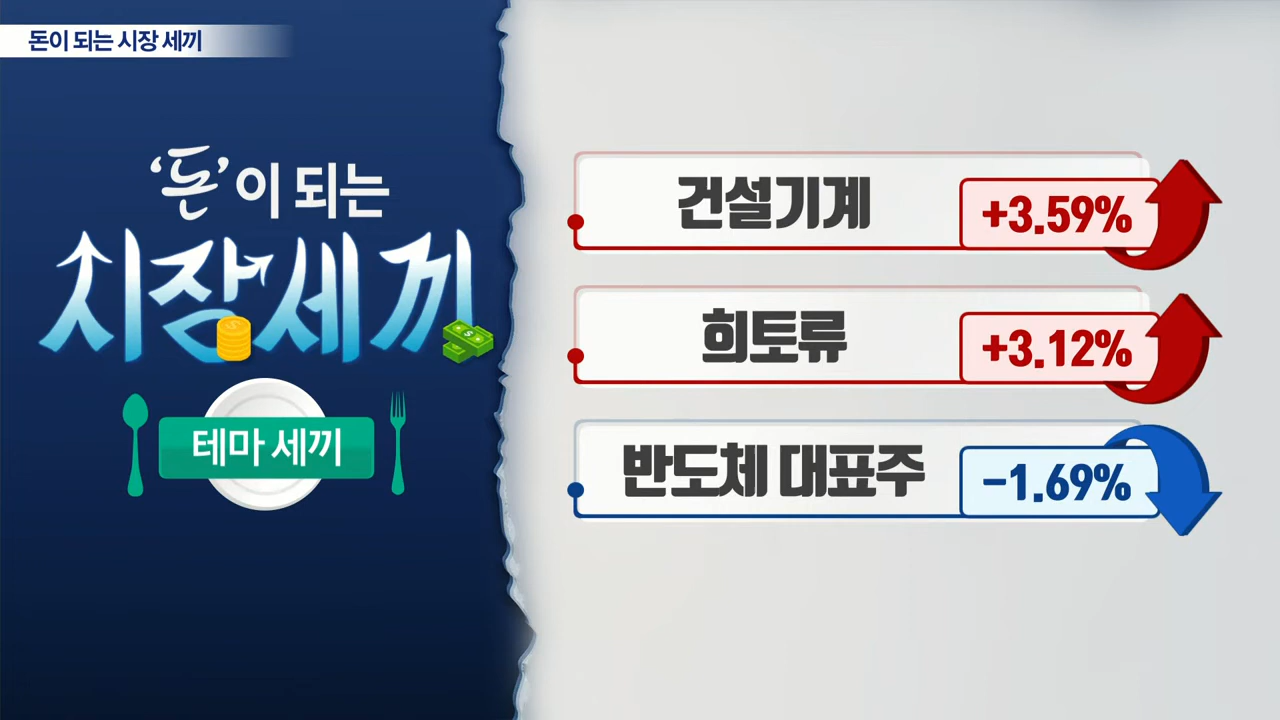 돈이 되는 시장 세끼
‘돈’이 되는
시장세끼
테마 세끼
건설기계
+3.59%
희토류
+3.12%
반도체 대표주
-1.69%